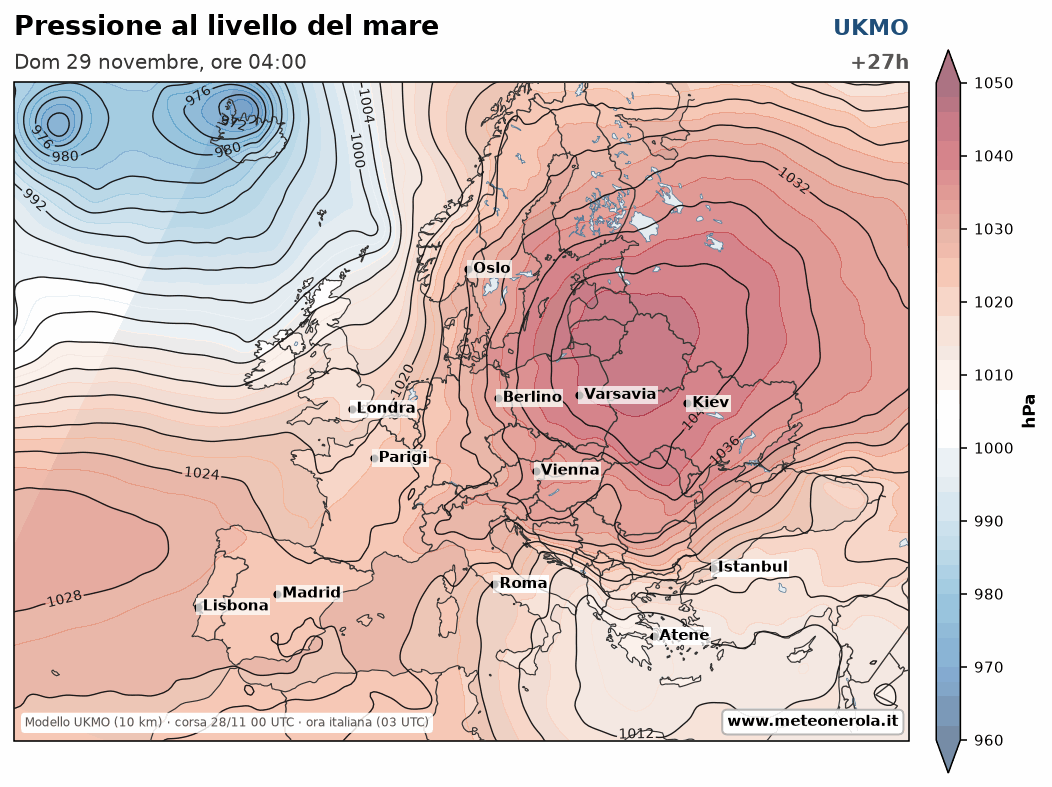 Pressione al livello del mare
UKMO
Dom 29 novembre, ore 04:00
+27h
976
1004
972
976
980
980
1000
992
1032
Oslo
1020
Berlino
Varsavia
Kiev
Londra
1036
Parigi
Vienna
1024
Istanbul
Roma
Madrid
1028
Lisbona
Atene
1012
Modello UKMO (10 km) · corsa 28/11 00 UTC · ora italiana (03 UTC)
www.meteonerola.it
1050
1040
1030
1020
1010
1000
990
980
970
960
hPa